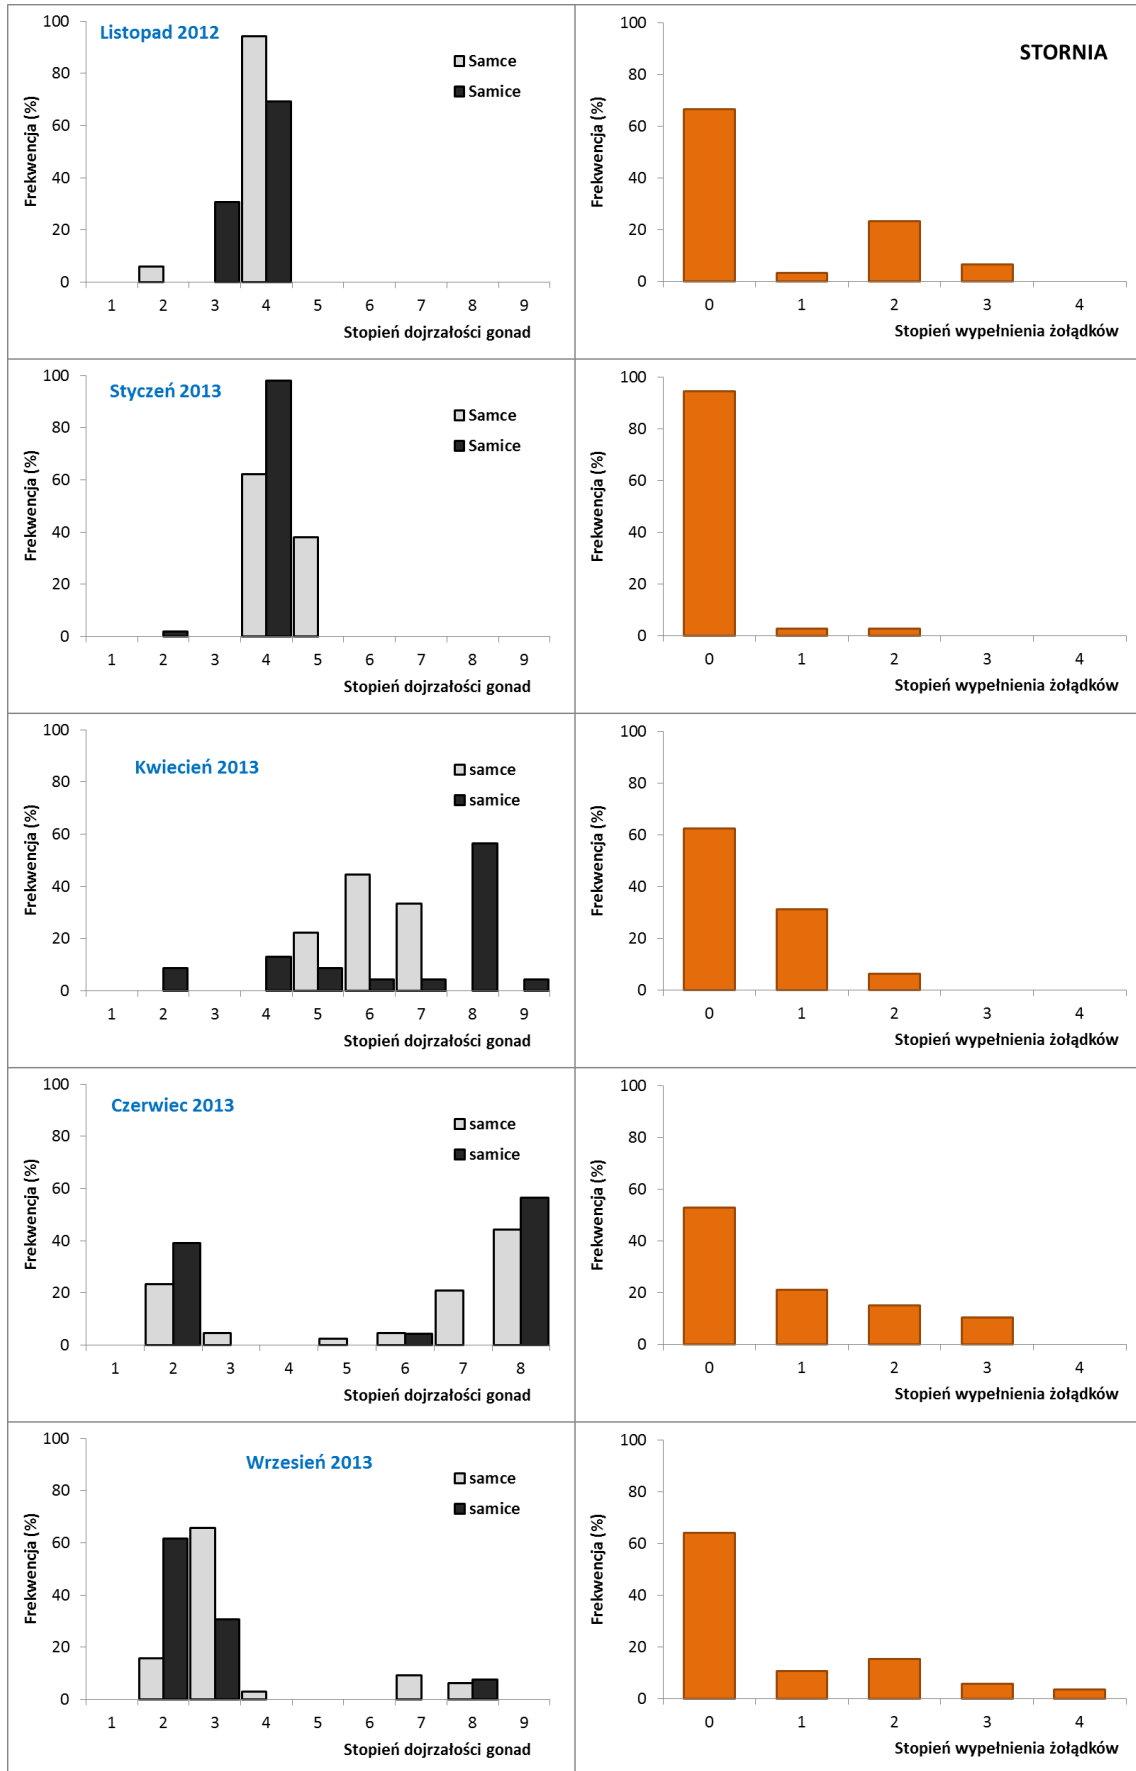 Listopad 2012
Samce
Samice
Frekwencja (%)
100
80
60
40
20
0
1 2 3 4 5 6 7 8 9
Stopień dojrzałości gonad
STORNIA
Frekwencja (%)
100
80
60
40
20
0
0 1 2 3 4
Stopień wypełnienia żołądków
Styczeń 2013
Samce
Samice
Frekwencja (%)
100
80
60
40
20
0
1 2 3 4 5 6 7 8 9
Stopień dojrzałości gonad
Frekwencja (%)
100
80
60
40
20
0
0 1 2 3 4
Stopień wypełnienia żołądków
Kwiecień 2013
samce
samice
Frekwencja (%)
100
80
60
40
20
0
1 2 3 4 5 6 7 8 9
Stopień dojrzałości gonad
Frekwencja (%)
100
80
60
40
20
0
0 1 2 3 4
Stopień wypełnienia żołądków
Czerwiec 2013
samce
samice
Frekwencja (%)
100
80
60
40
20
0
1 2 3 4 5 6 7 8
Stopień dojrzałości gonad
Frekwencja (%)
100
80
60
40
20
0
0 1 2 3 4
Stopień wypełnienia żołądków
Wrzesień 2013
samce
samice
Frekwencja (%)
100
80
60
40
20
0
1 2 3 4 5 6 7 8 9
Stopień dojrzałości gonad
Frekwencja (%)
100
80
60
40
20
0
0 1 2 3 4
Stopień wypełnienia żołądków